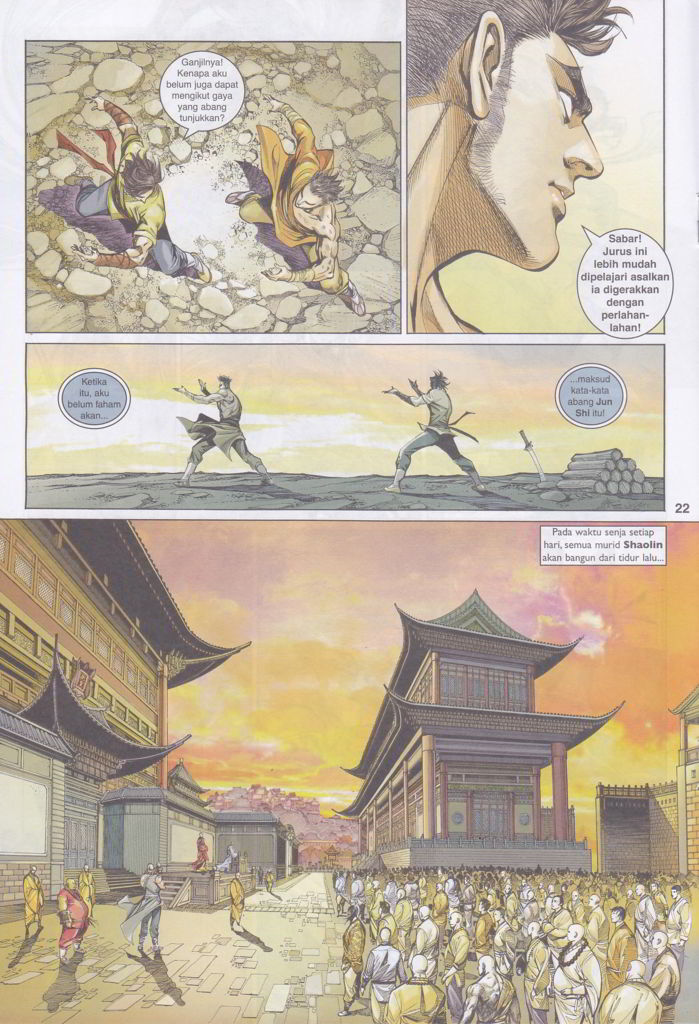 Ganjilnya!
Kenapa aku
belum juga dapat
mengikut gaya
yang abang
tunjukkan?
Sabar!
Jurus ini
lebih mudah
dipelajari asalkan
ia digerakkan
dengan
perlahan-
lahan!
Ketika
itu, aku
belum faham
akan...
...maksud
kata-kata
abang Jun
Shi itu!
22
Pada waktu senja setiap
hari, semua murid Shaolin
akan bangun dari tidur lalu...